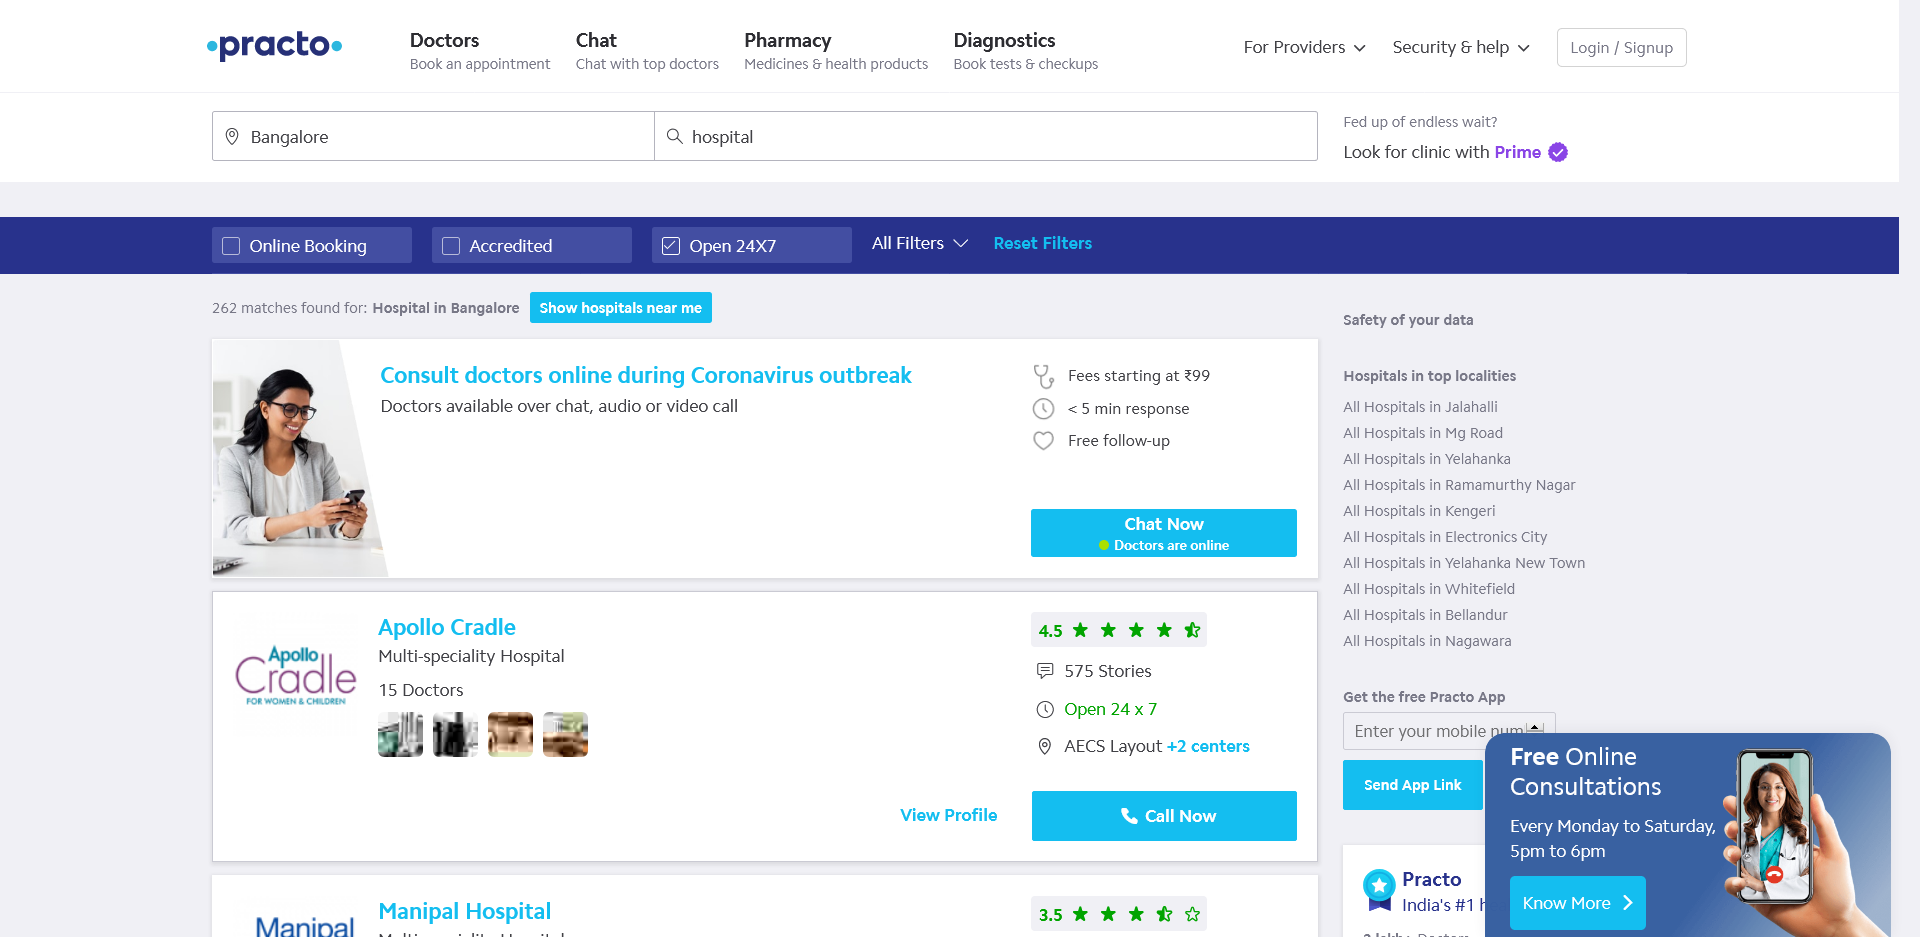 practo
Doctors
Book an appointment
Chat
Chat with top doctors
Pharmacy
Medicines & health products
Diagnostics
Book tests & checkups
For Providers
Security & help
Login / Signup
Bangalore
hospital
Fed up of endless wait?
Look for clinic with Prime
Online Booking
Accredited
Open 24X7
All Filters
Reset Filters
262 matches found for: Hospital in Bangalore
Show hospitals near me
Consult doctors online during Coronavirus outbreak
Doctors available over chat, audio or video call
Fees starting at ₹99
< 5 min response
Free follow-up
Chat Now
Doctors are online
Apollo
Cradle
FOR WOMEN & CHILDREN
Apollo Cradle
Multi-speciality Hospital
15 Doctors
4.5
575 Stories
Open 24 x 7
AECS Layout +2 centers
View Profile
Call Now
Manipal
Manipal Hospital
3.5
Safety of your data
Hospitals in top localities
All Hospitals in Jalahalli
All Hospitals in Mg Road
All Hospitals in Yelahanka
All Hospitals in Ramamurthy Nagar
All Hospitals in Kengeri
All Hospitals in Electronics City
All Hospitals in Yelahanka New Town
All Hospitals in Whitefield
All Hospitals in Bellandur
All Hospitals in Nagawara
Get the free Practo App
Enter your mobile num
Send App Link
Practo
India's #1 h
Free Online
Consultations
Every Monday to Saturday,
5pm to 6pm
Know More